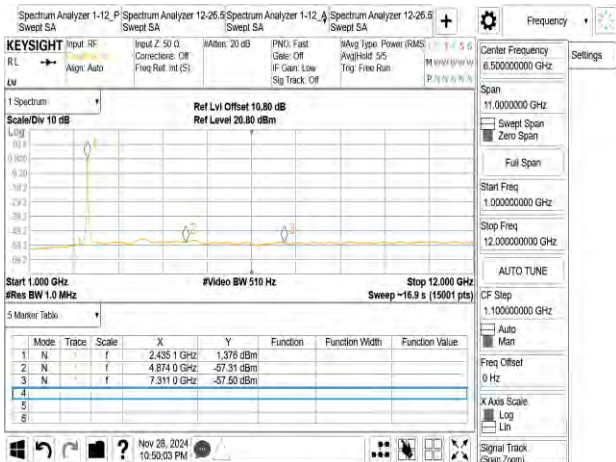 Spectrum Analyzer 1-12_P Spectrum Analyzer 12-26.5 Spectrum Analyzer 1-12_A Spectrum Analyzer 12-26.5
Swept SA Swept SA Swept SA Swept SA
+
Frequency
KEYSIGHT Input: RF Input Z: 50 Ω #Atten: 20 dB PNO: Fast #Avg Type: Power (RMS)
RL Corrections: Off Gate: Off Avg|Hold: 5/5
Align: Auto Freq Ref: Int (S) IF Gain: Low Trig: Free Run
Sig Track: Off
Center Frequency
6.500000000 GHz
Settings
Span
11.0000000 GHz
Swept Span
Zero Span
Full Span
Start Freq
1.000000000 GHz
Stop Freq
12.000000000 GHz
AUTO TUNE
CF Step
1.100000000 GHz
Auto
Man
Freq Offset
0 Hz
X Axis Scale
Log
Lin
Signal Track
(Span Zoom)
1 Spectrum
Ref Lvl Offset 10.80 dB
Scale/Div 10 dB Ref Level 20.80 dBm
Log
Start 1.000 GHz #Video BW 510 Hz Stop 12.000 GHz
#Res BW 1.0 MHz Sweep ~16.9 s (15001 pts)
5 Marker Table
Mode Trace Scale X Y Function Function Width Function Value
1 N f 2.435 1 GHz 1.376 dBm
2 N f 4.874 0 GHz -57.31 dBm
3 N f 7.311 0 GHz -57.50 dBm
4
5
6
? Nov 28, 2024
10:50:03 PM